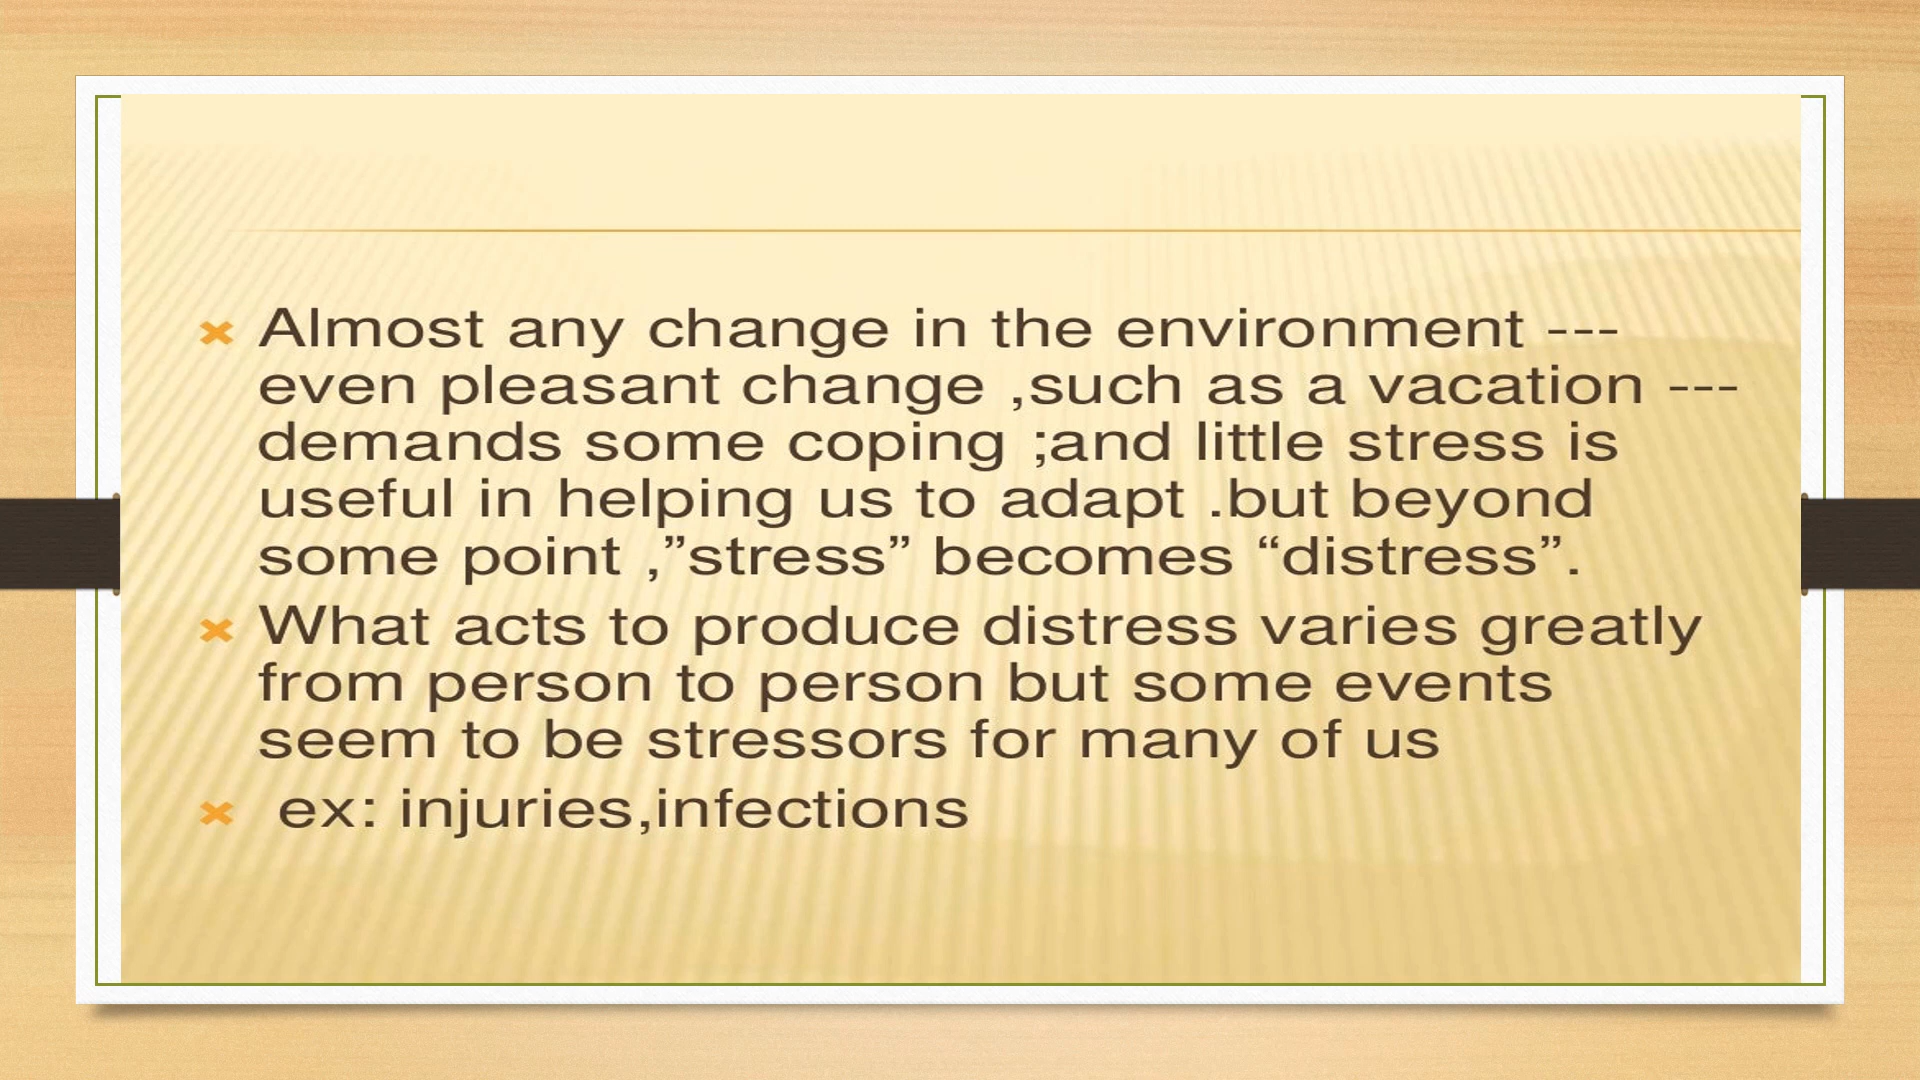 Almost any change in the environment ---
even pleasant change ,such as a vacation ---
demands some coping ;and little stress is
useful in helping us to adapt .but beyond
some point ,”stress” becomes “distress”.
What acts to produce distress varies greatly
from person to person but some events
seem to be stressors for many of us
ex: injuries,infections